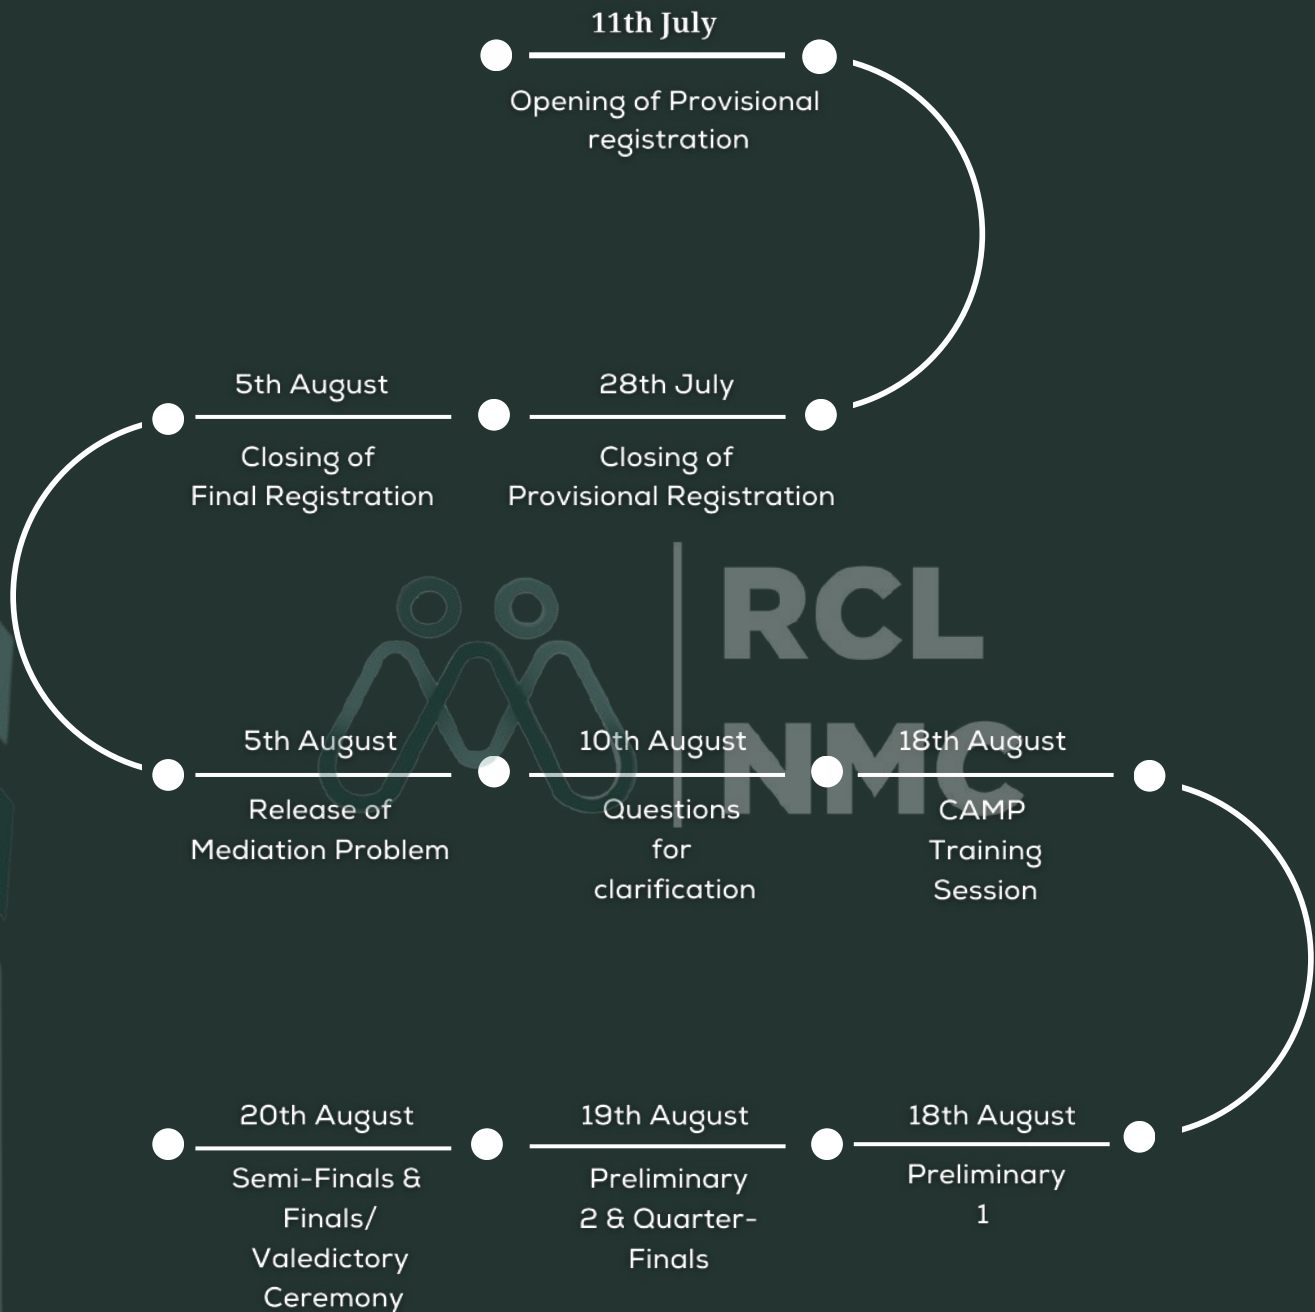 11th July
Opening of Provisional
registration
28th July
Closing of
Provisional Registration
5th August
Closing of
Final Registration
RCL
NMC
5th August
Release of
Mediation Problem
10th August
Questions
for
clarification
18th August
CAMP
Training
Session
18th August
Preliminary
1
19th August
Preliminary
2 & Quarter-
Finals
20th August
Semi-Finals &
Finals/
Valedictory
Ceremony